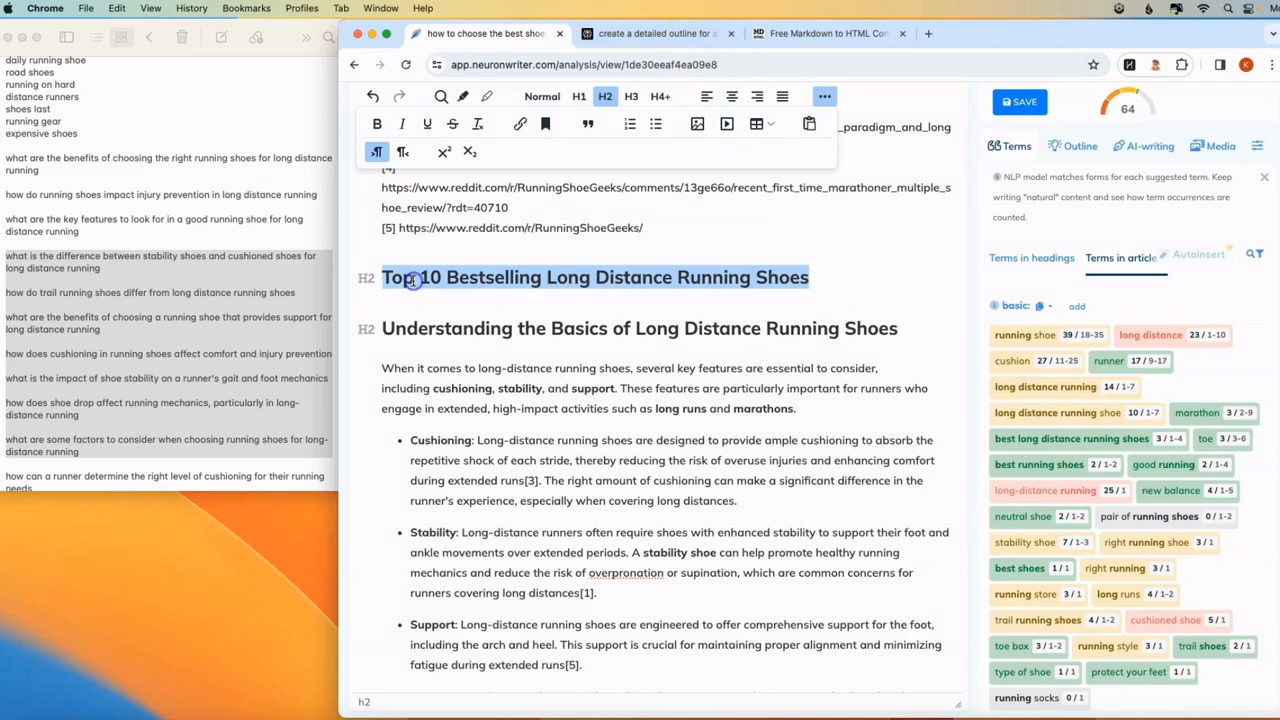 Chrome File Edit View History Bookmarks Profiles Tab Window Help
daily running shoe
road shoes
running on hard
distance runners
shoes last
running gear
expensive shoes
what are the benefits of choosing the right running shoes for long distance
running
how do running shoes impact injury prevention in long distance running
what are the key features to look for in a good running shoe for long
distance running
what is the difference between stability shoes and cushioned shoes for
long distance running
how do trail running shoes differ from long distance running shoes
what are the benefits of choosing a running shoe that provides support for
long distance running
how does cushioning in running shoes affect comfort and injury prevention
what is the impact of shoe stability on a runner's gait and foot mechanics
how does shoe drop affect running mechanics, particularly in long-
distance running
what are some factors to consider when choosing running shoes for long-
distance running
how can a runner determine the right level of cushioning for their running
needs
how to choose the best shoe
create a detailed outline for a
Free Markdown to HTML Con
app.neuronwriter.com/analysis/view/1de30eeaf4ea09e8
K
Normal H1 H2 H3 H4+
_paradigm_and_long
[4]
https://www.reddit.com/r/RunningShoeGeeks/comments/13ge66o/recent_first_time_marathoner_multiple_s
hoe_review/?rdt=40710
[5] https://www.reddit.com/r/RunningShoeGeeks/
H2 Top 10 Bestselling Long Distance Running Shoes
H2 Understanding the Basics of Long Distance Running Shoes
When it comes to long-distance running shoes, several key features are essential to consider,
including cushioning, stability, and support. These features are particularly important for runners who
engage in extended, high-impact activities such as long runs and marathons.
• Cushioning: Long-distance running shoes are designed to provide ample cushioning to absorb the
repetitive shock of each stride, thereby reducing the risk of overuse injuries and enhancing comfort
during extended runs[3]. The right amount of cushioning can make a significant difference in the
runner's experience, especially when covering long distances.
• Stability: Long-distance runners often require shoes with enhanced stability to support their foot and
ankle movements over extended periods. A stability shoe can help promote healthy running
mechanics and reduce the risk of overpronation or supination, which are common concerns for
runners covering long distances[1].
• Support: Long-distance running shoes are engineered to offer comprehensive support for the foot,
including the arch and heel. This support is crucial for maintaining proper alignment and minimizing
fatigue during extended runs[5].
h2
SAVE
64
Terms Outline AI-writing Media
NLP model matches forms for each suggested term. Keep
writing "natural" content and see how term occurrences are
counted.
Terms in headings Terms in article Autoinsert
basic: add
running shoe 39 / 18-35 long distance 23 / 1-10
cushion 27 / 11-25 runner 17 / 9-17
long distance running 14 / 1-7
long distance running shoe 10 / 1-7 marathon 3 / 2-9
best long distance running shoes 3 / 1-4 toe 3 / 3-6
best running shoes 2 / 1-2 good running 2 / 1-4
long-distance running 25 / 1 new balance 4 / 1-5
neutral shoe 2 / 1-2 pair of running shoes 0 / 1-2
stability shoe 7 / 1-3 right running shoe 3 / 1
best shoes 1 / 1 right running 3 / 1
running store 3 / 1 long runs 4 / 1-2
trail running shoes 4 / 1-2 cushioned shoe 5 / 1
toe box 3 / 1-2 running style 3 / 1 trail shoes 2 / 1
type of shoe 1 / 1 protect your feet 1 / 1
running socks 0 / 1